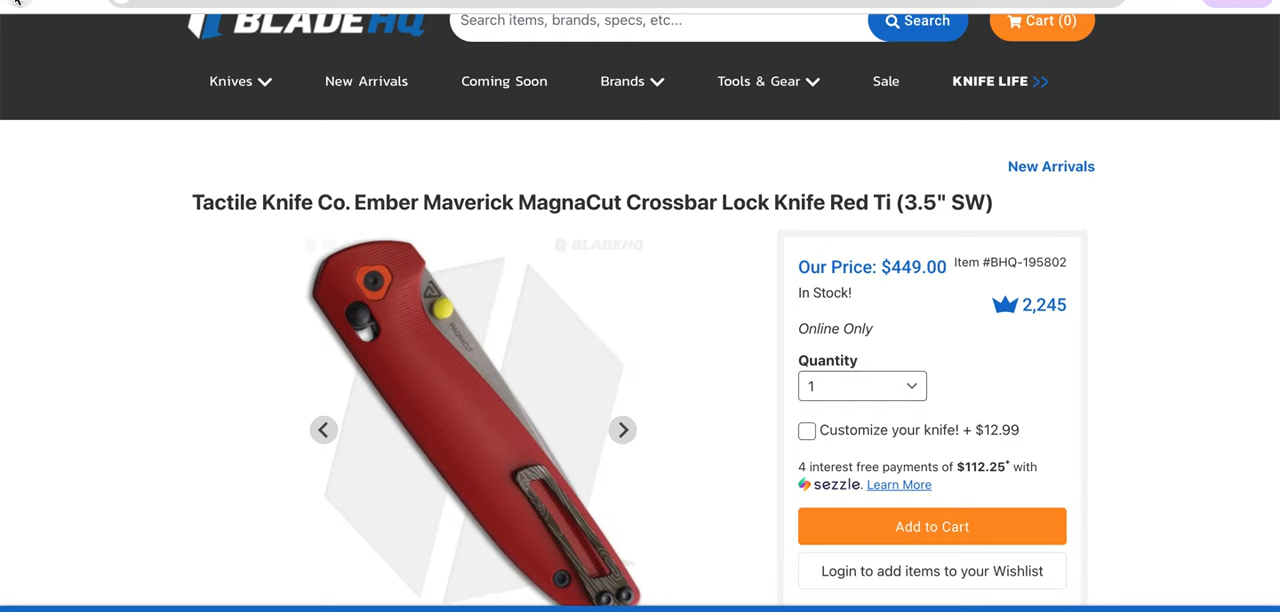 BLADEHQ
Search items, brands, specs, etc...
Search
Cart (0)
Knives
New Arrivals
Coming Soon
Brands
Tools & Gear
Sale
KNIFE LIFE >>
New Arrivals
Tactile Knife Co. Ember Maverick MagnaCut Crossbar Lock Knife Red Ti (3.5" SW)
BLADEHQ
MAGNACUT
Our Price: $449.00
Item #BHQ-195802
In Stock!
2,245
Online Only
Quantity
1
Customize your knife! + $12.99
4 interest free payments of $112.25* with
sezzle. Learn More
Add to Cart
Login to add items to your Wishlist